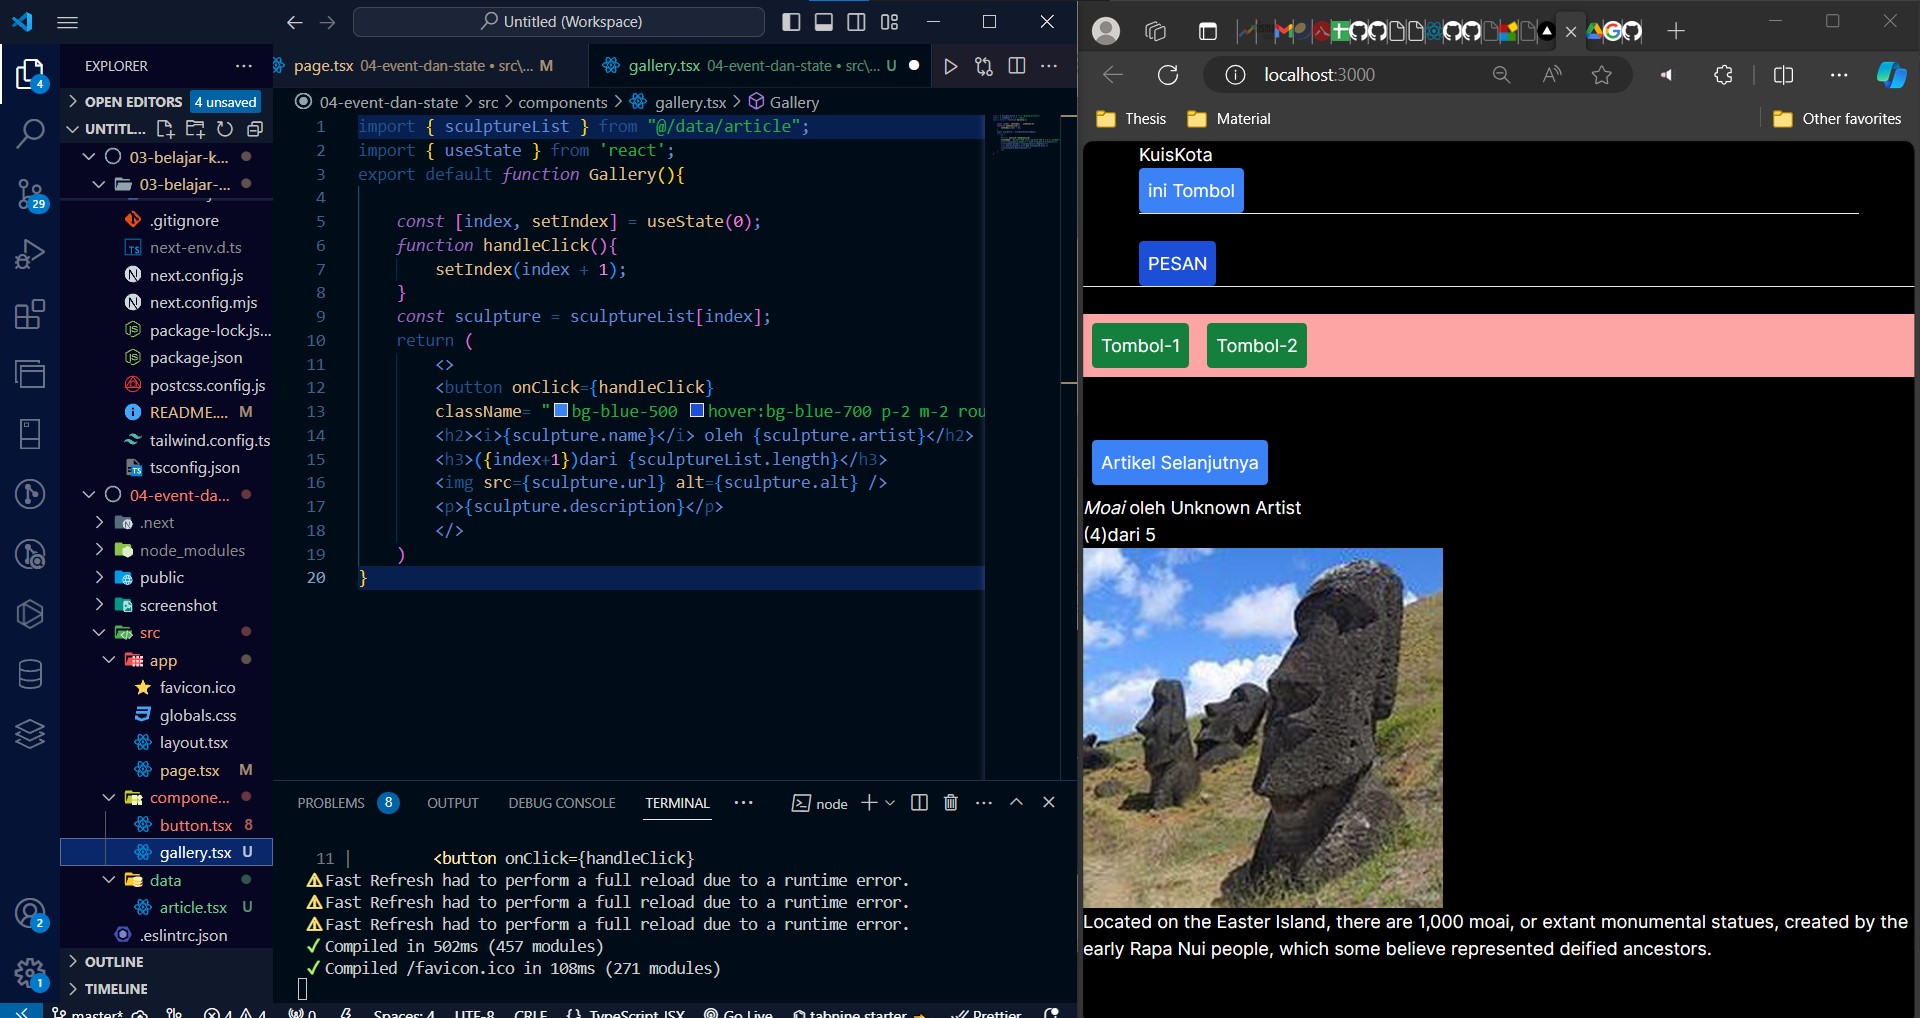 Untitled (Workspace)
EXPLORER
OPEN EDITORS 4 unsaved
UNTITL...
03-belajar-k...
03-belajar-...
.gitignore
next-env.d.ts
next.config.js
next.config.mjs
package-lock.js...
package.json
postcss.config.js
README.... M
tailwind.config.ts
tsconfig.json
04-event-da...
.next
node_modules
public
screenshot
src
app
favicon.ico
globals.css
layout.tsx
page.tsx M
compone...
button.tsx 8
gallery.tsx U
data
article.tsx U
.eslintrc.json
OUTLINE
TIMELINE
4
29
2
1
page.tsx 04-event-dan-state • src\... M
gallery.tsx 04-event-dan-state • src\... U
04-event-dan-state > src > components > gallery.tsx > Gallery
1 import { sculptureList } from "@/data/article";
2 import { useState } from 'react';
3 export default function Gallery(){
4
5 const [index, setIndex] = useState(0);
6 function handleClick(){
7 setIndex(index + 1);
8 }
9 const sculpture = sculptureList[index];
10 return (
11 <>
12 <button onClick={handleClick}
13 className= "bg-blue-500 hover:bg-blue-700 p-2 m-2 rou
14 <h2><i>{sculpture.name}</i> oleh {sculpture.artist}</h2>
15 <h3>({index+1})dari {sculptureList.length}</h3>
16 <img src={sculpture.url} alt={sculpture.alt} />
17 <p>{sculpture.description}</p>
18 </>
19 )
20 }
PROBLEMS 8 OUTPUT DEBUG CONSOLE TERMINAL ... node
11 | <button onClick={handleClick}
⚠Fast Refresh had to perform a full reload due to a runtime error.
⚠Fast Refresh had to perform a full reload due to a runtime error.
⚠Fast Refresh had to perform a full reload due to a runtime error.
✓Compiled in 502ms (457 modules)
✓Compiled /favicon.ico in 108ms (271 modules)
master* 4 4 0 Spaces: 4 UTF-8 CRLF {} TypeScript JSX Go Live tabnine starter Prettier
localhost:3000
Thesis Material Other favorites
KuisKota
ini Tombol
PESAN
Tombol-1 Tombol-2
Artikel Selanjutnya
Moai oleh Unknown Artist
(4)dari 5
Located on the Easter Island, there are 1,000 moai, or extant monumental statues, created by the
early Rapa Nui people, which some believe represented deified ancestors.